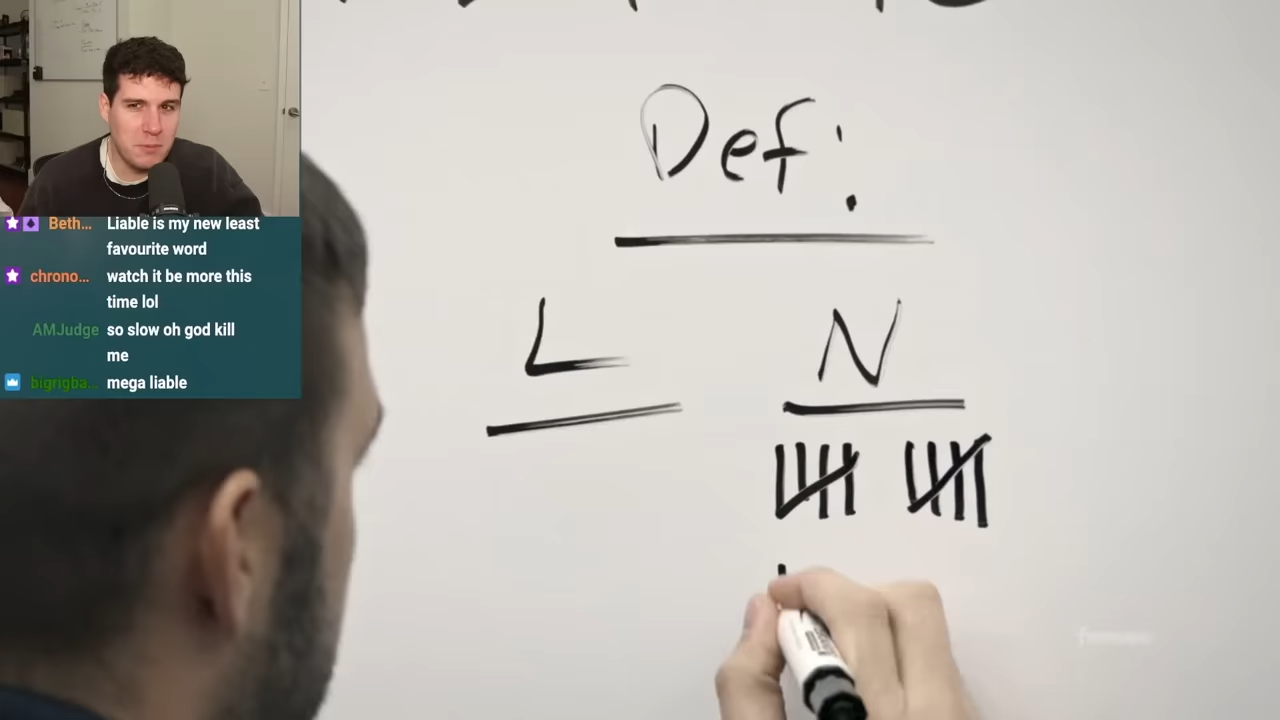 Def:
L N
Beth... Liable is my new least
favourite word
chrono... watch it be more this
time lol
AMJudge so slow oh god kill
me
bigrigba... mega liable